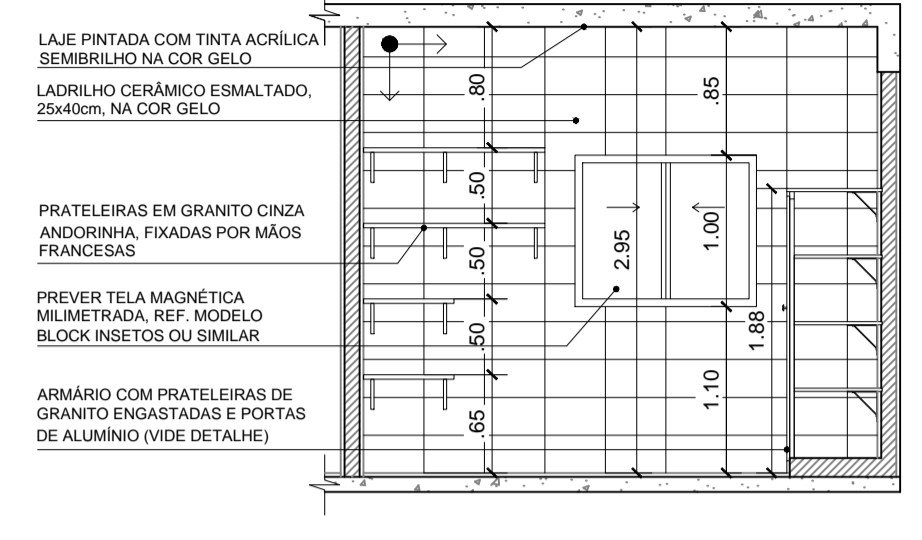 LAJE PINTADA COM TINTA ACRÍLICA
SEMIBRILHO NA COR GELO
LADRILHO CERÂMICO ESMALTADO,
25x40cm, NA COR GELO
PRATELEIRAS EM GRANITO CINZA
ANDORINHA, FIXADAS POR MÃOS
FRANCESAS
PREVER TELA MAGNÉTICA
MILIMETRADA, REF. MODELO
BLOCK INSETOS OU SIMILAR
ARMÁRIO COM PRATELEIRAS DE
GRANITO ENGASTADAS E PORTAS
DE ALUMÍNIO (VIDE DETALHE)
.80
.50
.50
.50
.65
2.95
.85
1.00
1.10
1.88